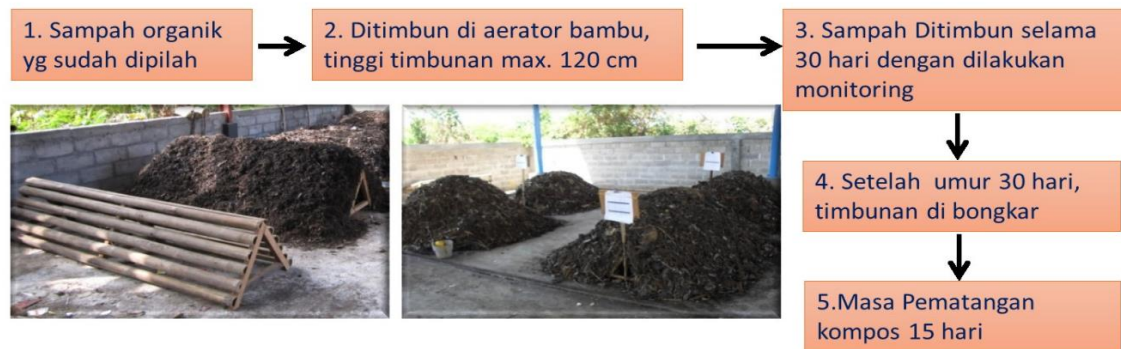 1. Sampah organik
yg sudah dipilah
2. Ditimbun di aerator bambu,
tinggi timbunan max. 120 cm
3. Sampah Ditimbun selama
30 hari dengan dilakukan
monitoring
4. Setelah umur 30 hari,
timbunan di bongkar
5.Masa Pematangan
kompos 15 hari